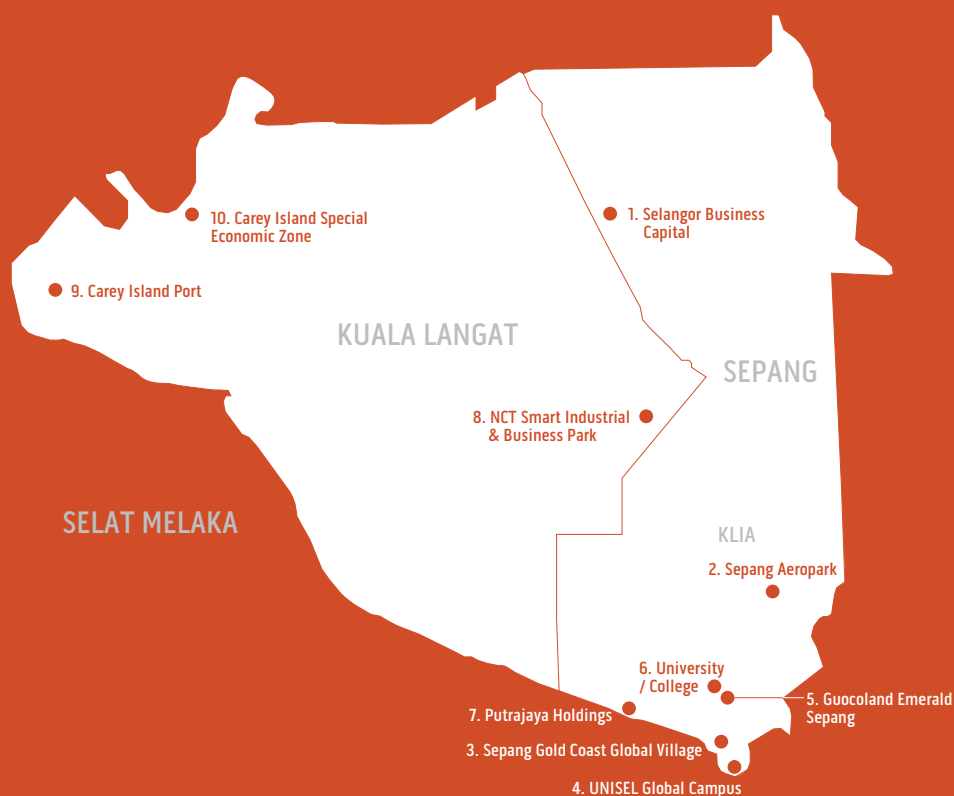 10. Carey Island Special
Economic Zone
1. Selangor Business
Capital
9. Carey Island Port
KUALA LANGAT
SEPANG
8. NCT Smart Industrial
& Business Park
SELAT MELAKA
KLIA
2. Sepang Aeropark
6. University
/ College
5. Guocoland Emerald
Sepang
7. Putrajaya Holdings
3. Sepang Gold Coast Global Village
4. UNISEL Global Campus